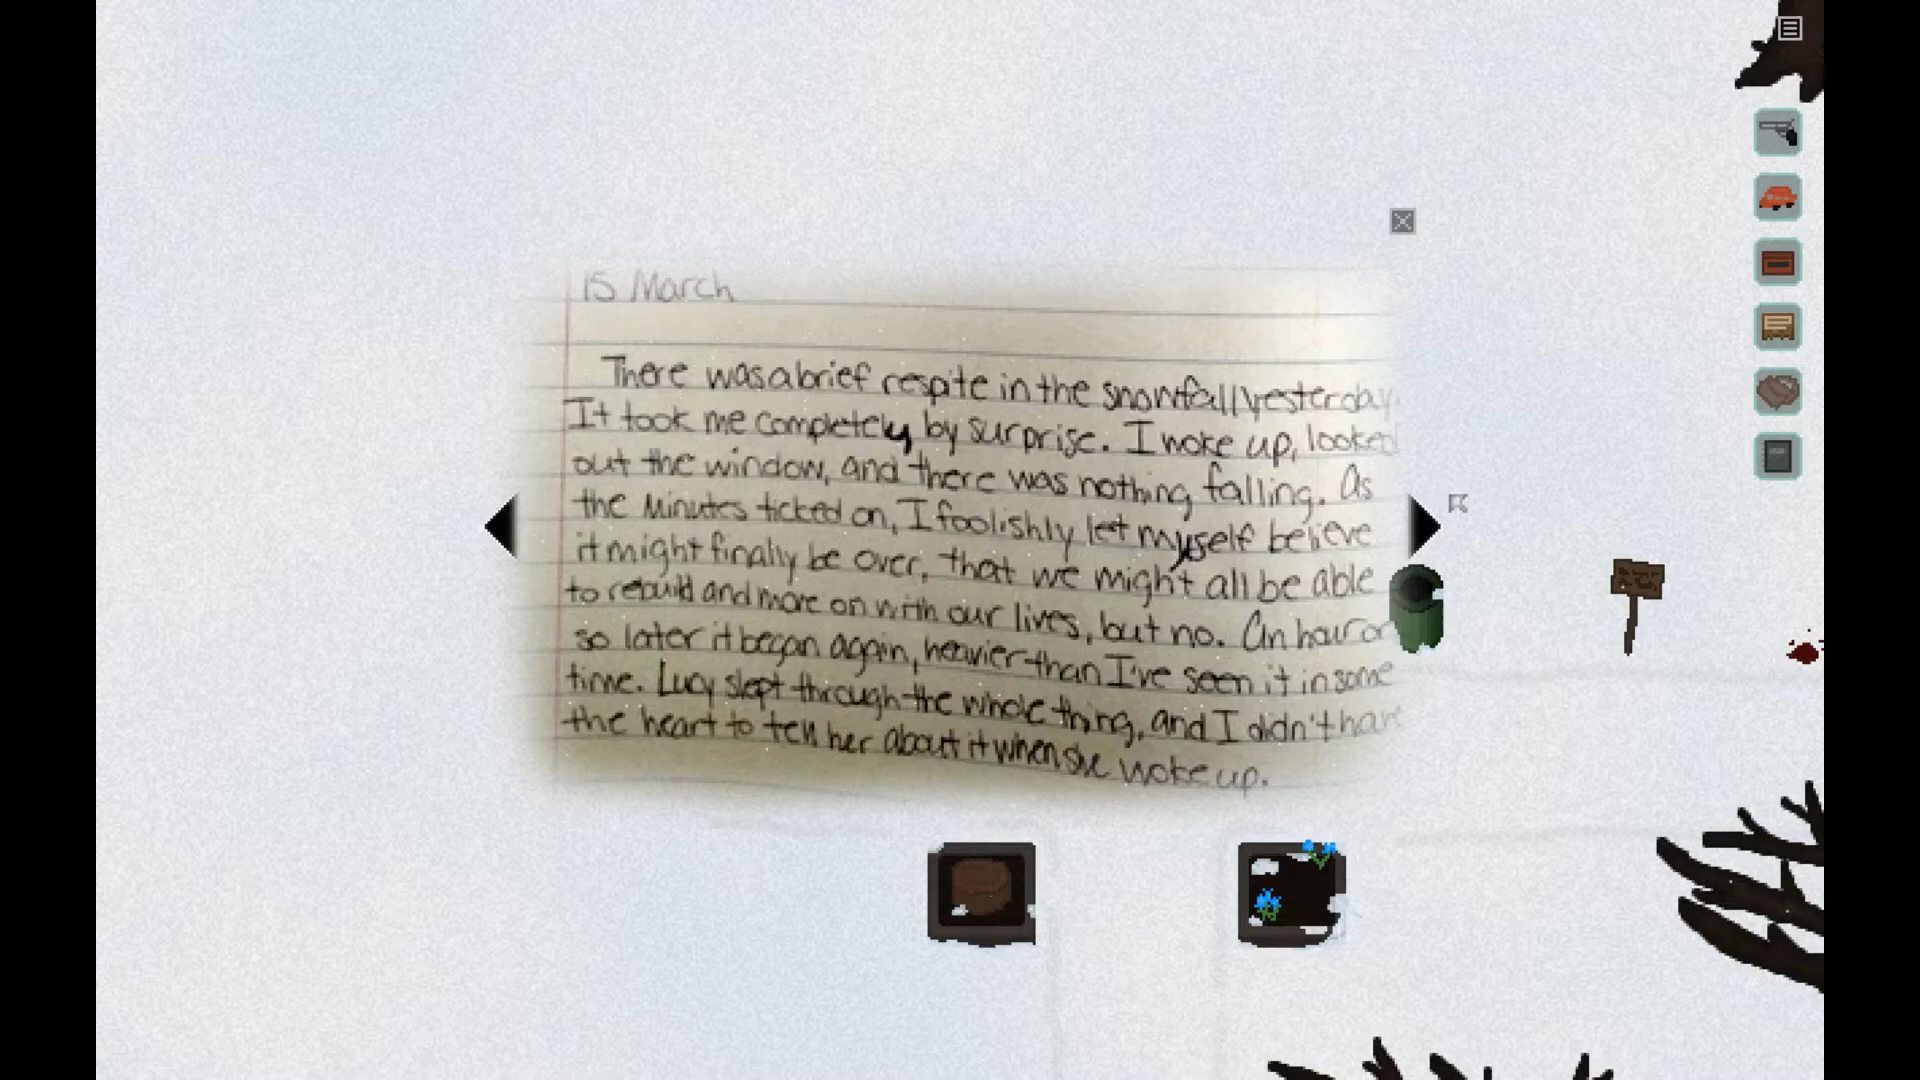 15 March
There was a brief respite in the snowfall yesterday.
It took me completely by surprise. I woke up, looked
out the window, and there was nothing falling. As
the minutes ticked on, I foolishly let myself believe
it might finally be over, that we might all be able
to rebuild and move on with our lives, but no. An hour or
so later it began again, heavier than I've seen it in some
time. Lucy slept through the whole thing, and I didn't have
the heart to tell her about it when she woke up.